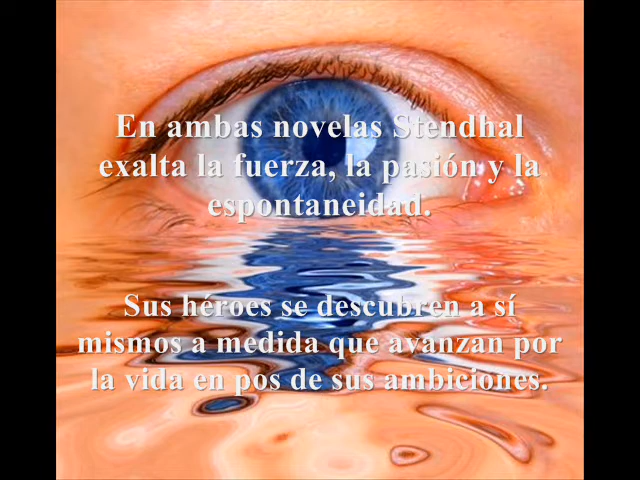 En ambas novelas Stendhal
exalta la fuerza, la pasión y la
espontaneidad.
Sus héroes se descubren a sí
mismos a medida que avanzan por
la vida en pos de sus ambiciones.